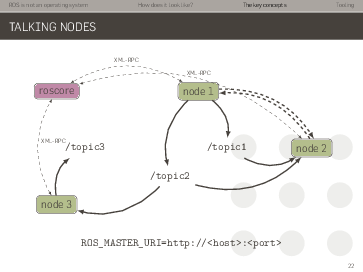 ROS is not an operating system How does it look like? The key concepts Tooling
TALKING NODES
XML-RPC
XML-RPC
roscore
node 1
XML-RPC
/topic3
/topic1
node 2
/topic2
node 3
ROS_MASTER_URI=http://<host>:<port>
22